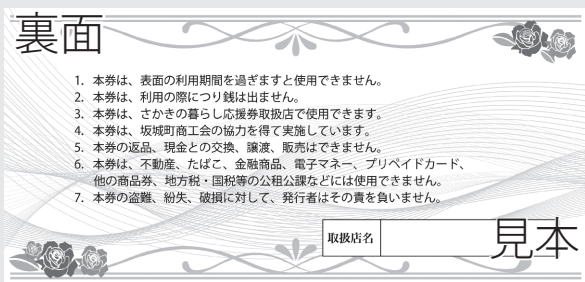 裏面
1. 本券は、表面の利用期間を過ぎますと使用できません。
2. 本券は、利用の際につり銭は出ません。
3. 本券は、さかきの暮らし応援券取扱店で使用できます。
4. 本券は、坂城町商工会の協力を得て実施しています。
5. 本券の返品、現金との交換、譲渡、販売はできません。
6. 本券は、不動産、たばこ、金融商品、電子マネー、プリペイドカード、
他の商品券、地方税・国税等の公租公課などには使用できません。
7. 本券の盗難、紛失、破損に対して、発行者はその責を負いません。
取扱店名
見本